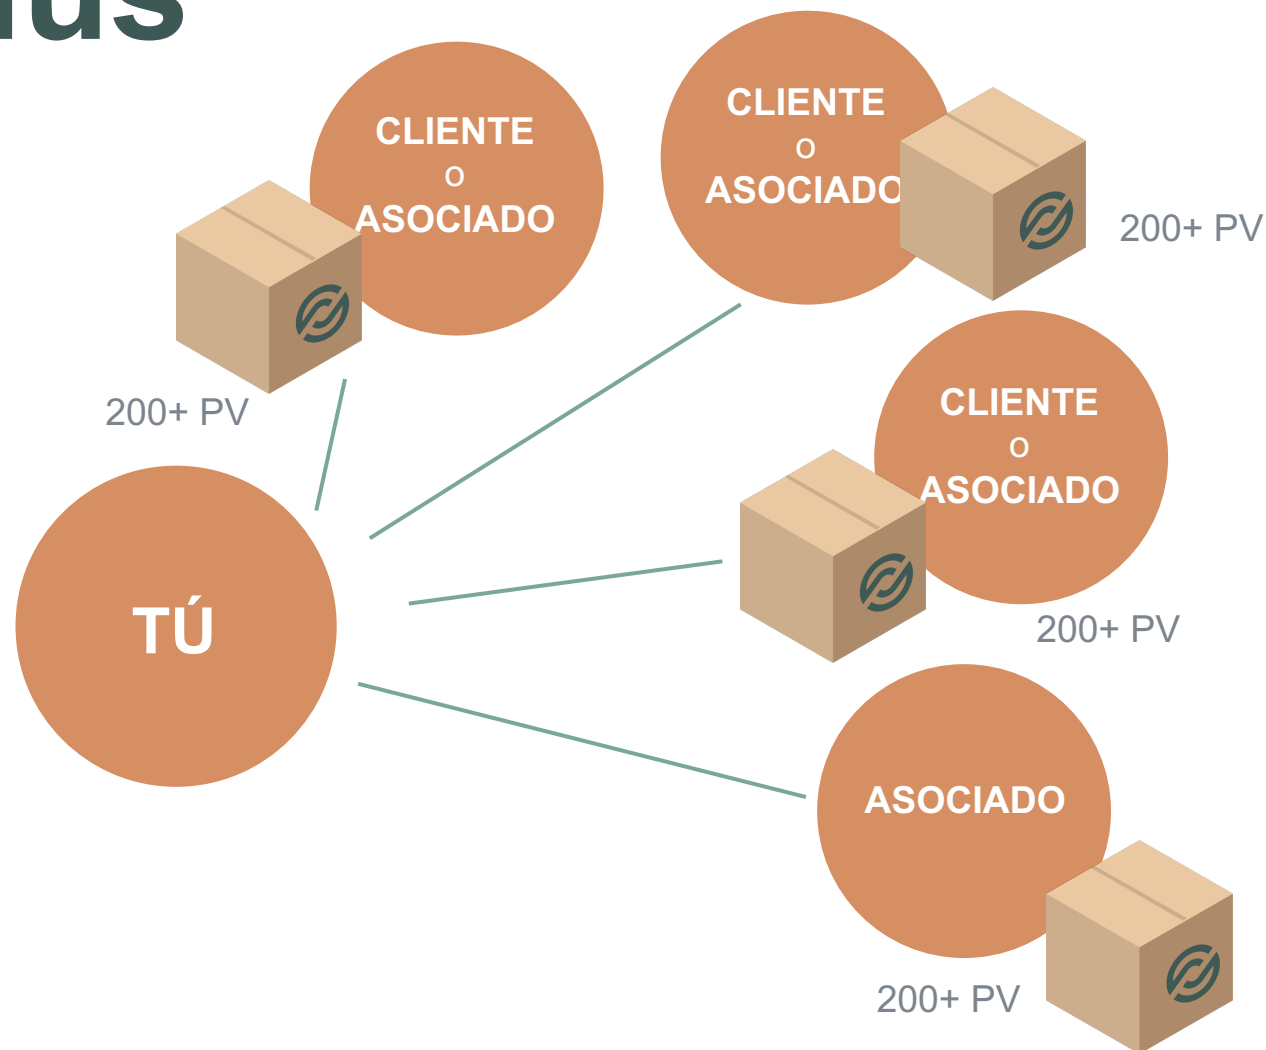 CLIENTE
o
ASOCIADO
200+ PV
CLIENTE
o
ASOCIADO
200+ PV
CLIENTE
o
ASOCIADO
200+ PV
TÚ
ASOCIADO
200+ PV